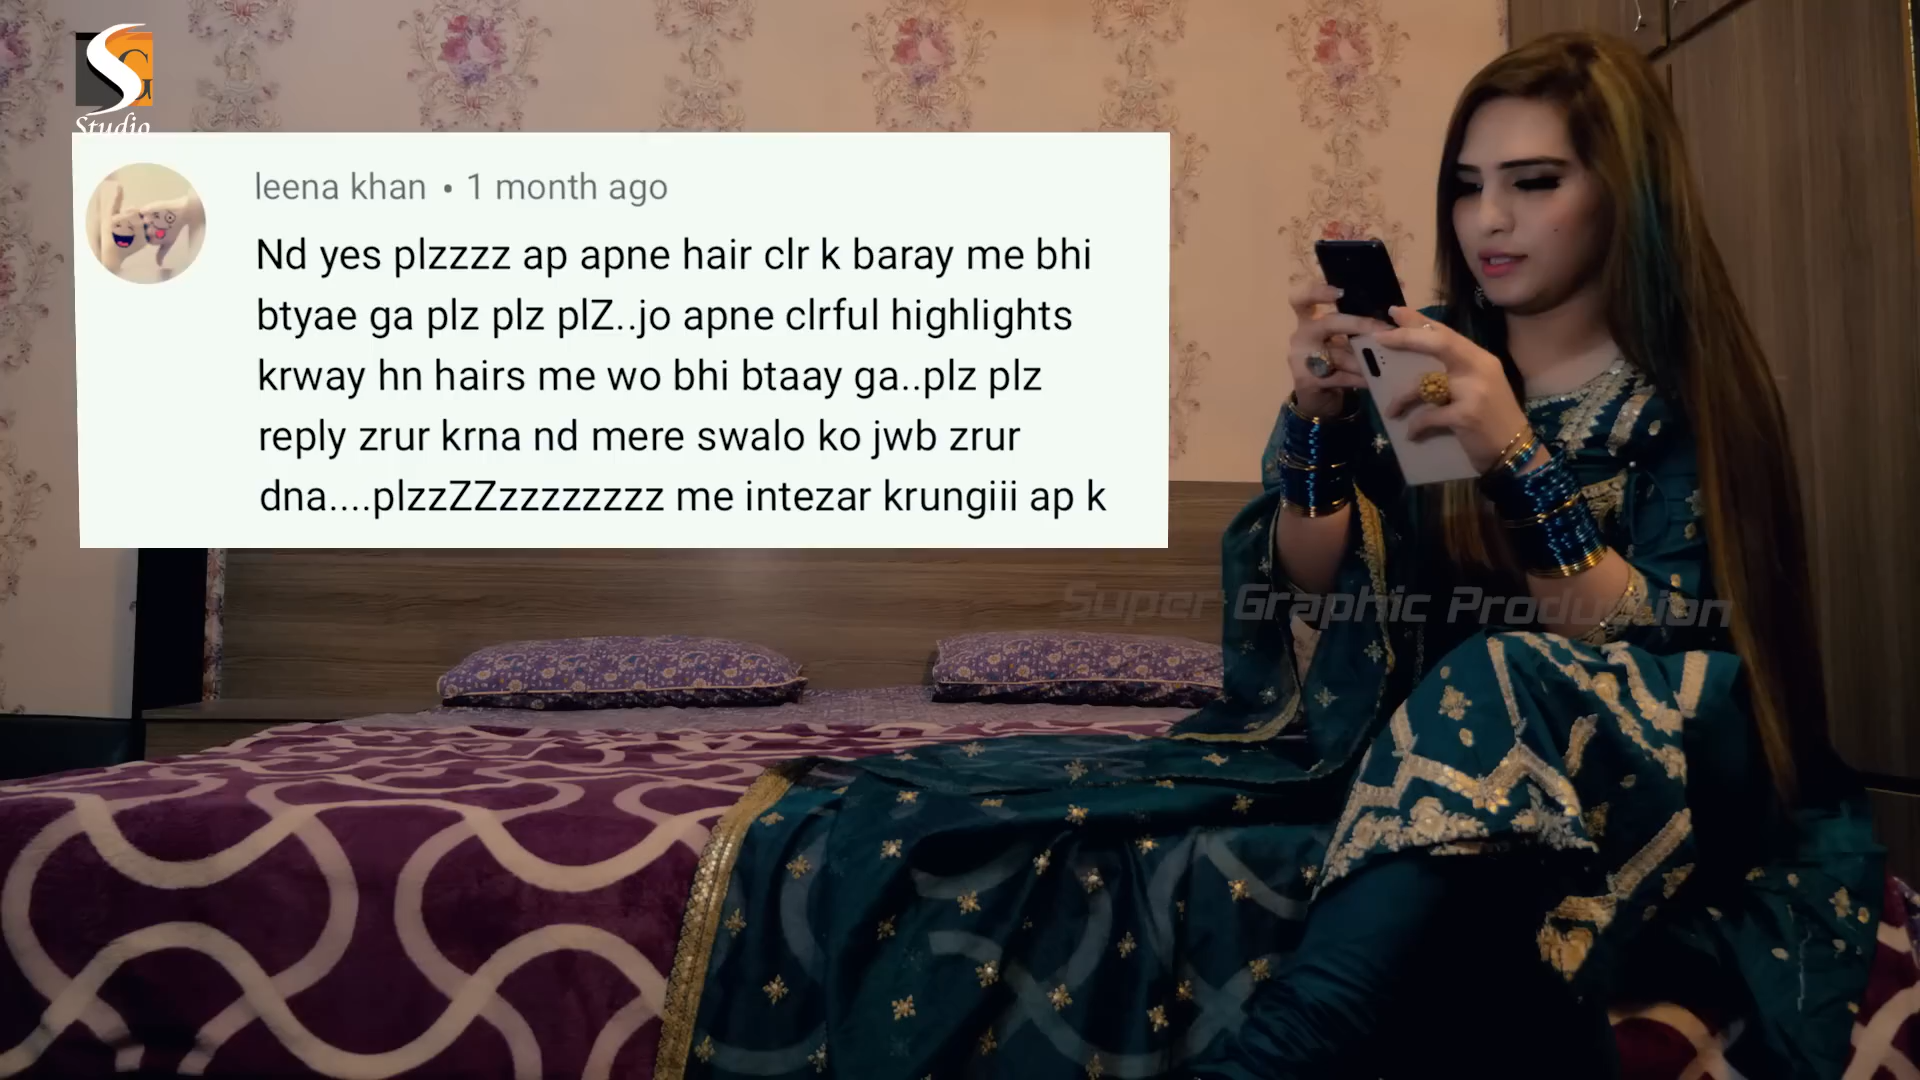 SG
Studio
leena khan • 1 month ago
Nd yes plzzzz ap apne hair clr k baray me bhi
btyae ga plz plz plZ..jo apne clrful highlights
krway hn hairs me wo bhi btaay ga..plz plz
reply zrur krna nd mere swalo ko jwb zrur
dna....plzzZZzzzzzzzz me intezar krungiii ap k
Super Graphic Production